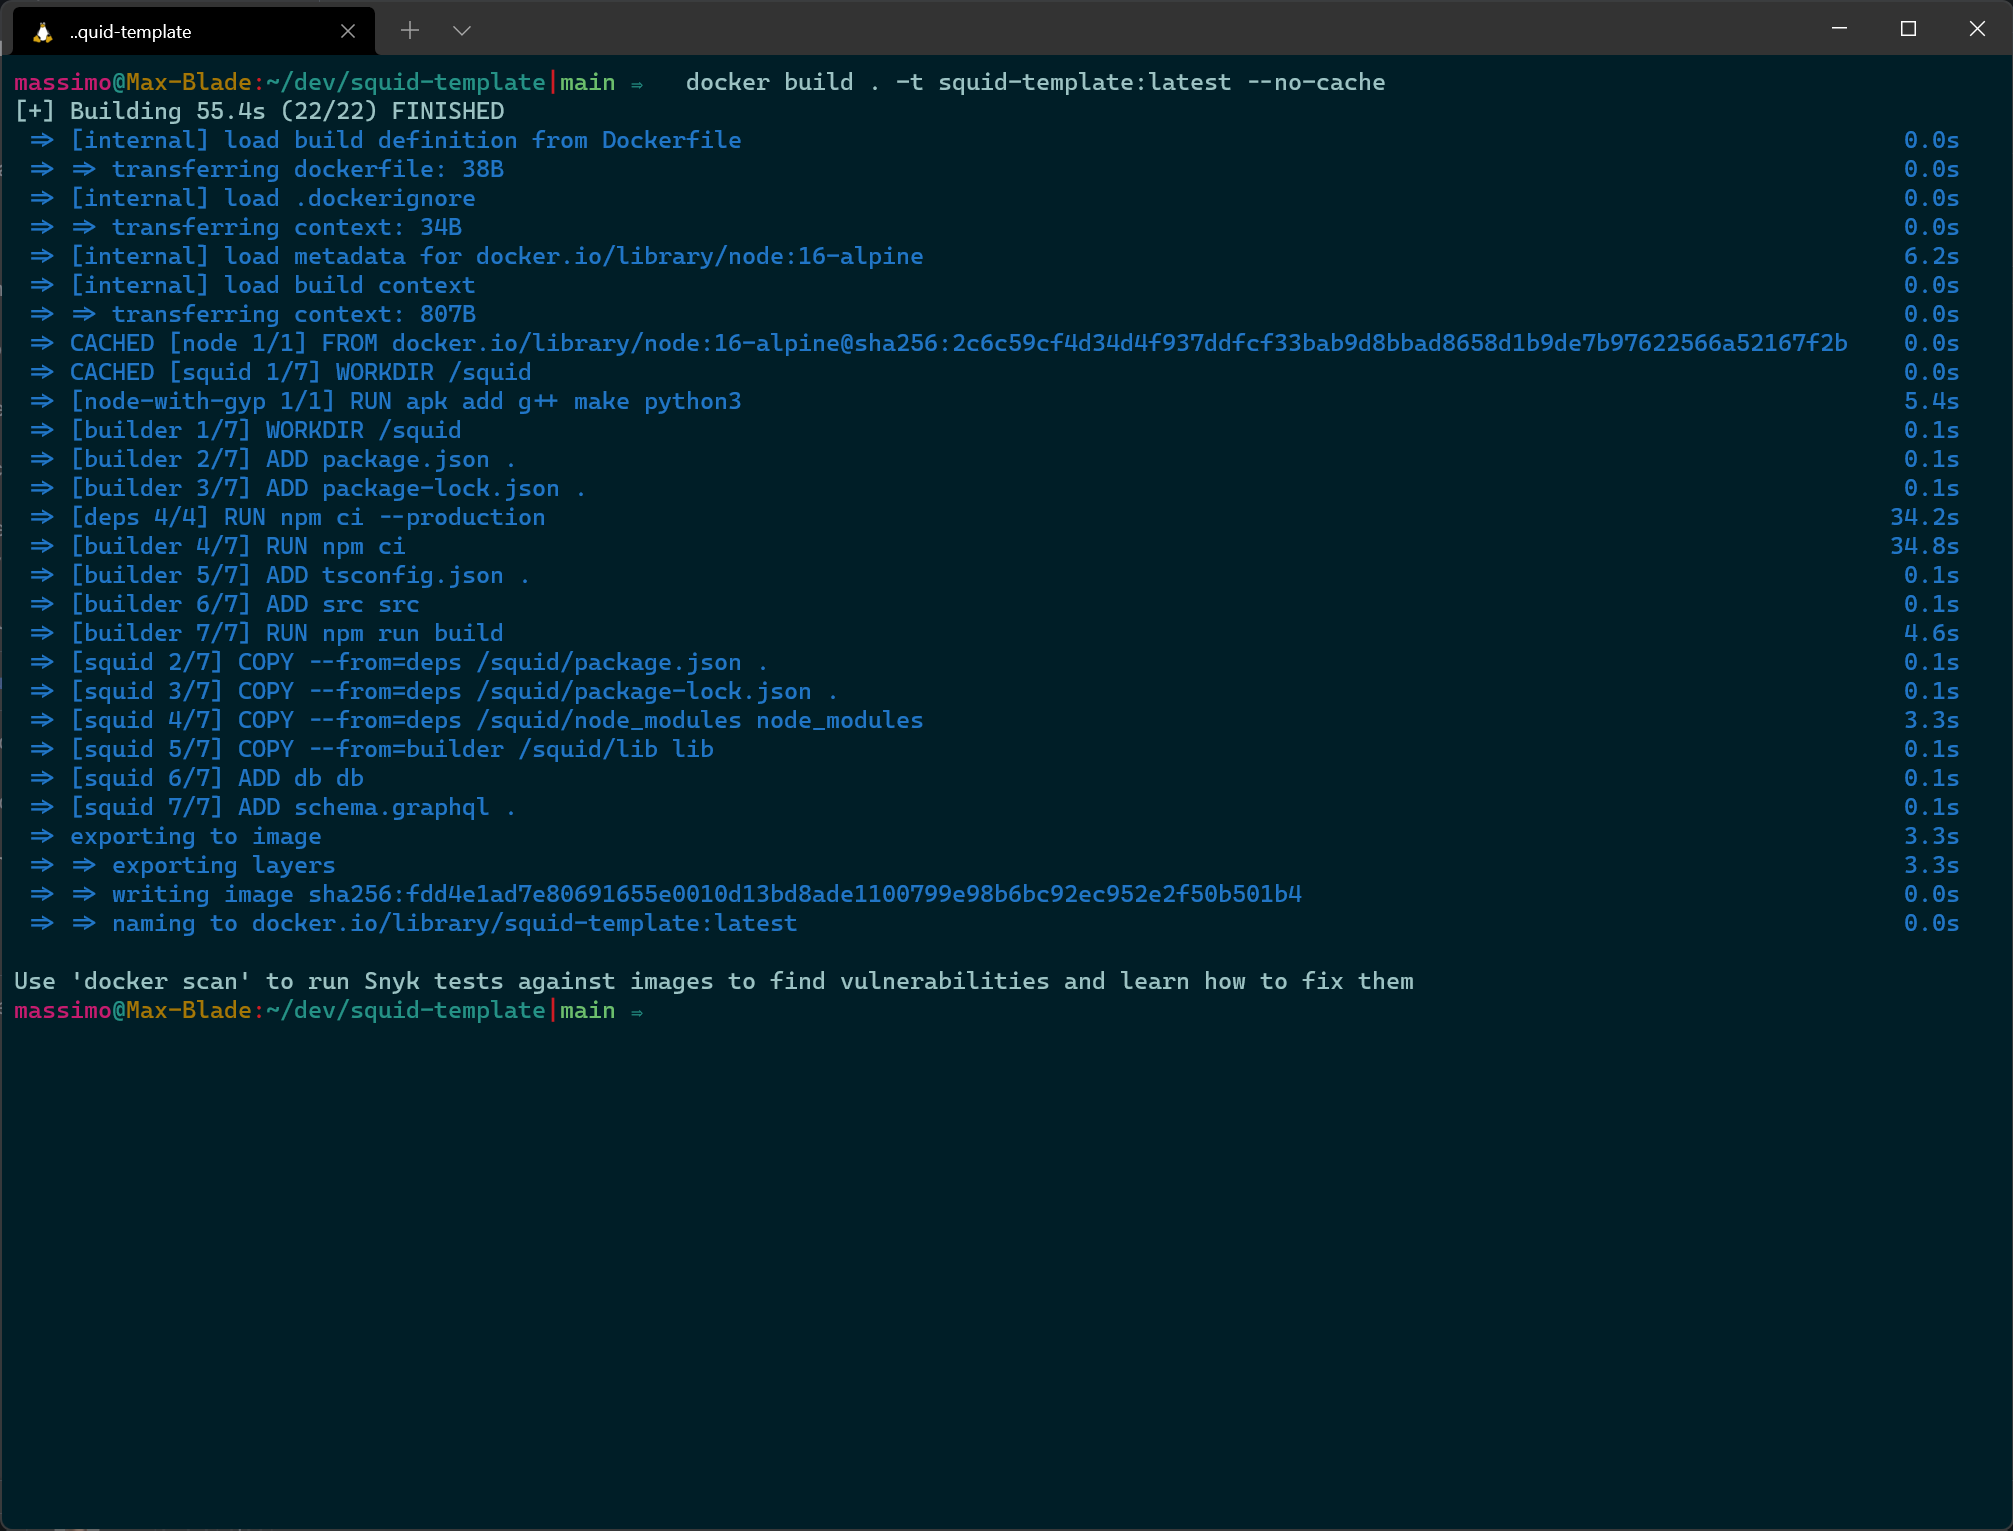 ..quid-template
massimo@Max-Blade:~/dev/squid-template|main ⇒   docker build . -t squid-template:latest --no-cache
[+] Building 55.4s (22/22) FINISHED
 => [internal] load build definition from Dockerfile 0.0s
 => => transferring dockerfile: 38B 0.0s
 => [internal] load .dockerignore 0.0s
 => => transferring context: 34B 0.0s
 => [internal] load metadata for docker.io/library/node:16-alpine 6.2s
 => [internal] load build context 0.0s
 => => transferring context: 807B 0.0s
 => CACHED [node 1/1] FROM docker.io/library/node:16-alpine@sha256:2c6c59cf4d34d4f937ddfcf33bab9d8bbad8658d1b9de7b97622566a52167f2b 0.0s
 => CACHED [squid 1/7] WORKDIR /squid 0.0s
 => [node-with-gyp 1/1] RUN apk add g++ make python3 5.4s
 => [builder 1/7] WORKDIR /squid 0.1s
 => [builder 2/7] ADD package.json . 0.1s
 => [builder 3/7] ADD package-lock.json . 0.1s
 => [deps 4/4] RUN npm ci --production 34.2s
 => [builder 4/7] RUN npm ci 34.8s
 => [builder 5/7] ADD tsconfig.json . 0.1s
 => [builder 6/7] ADD src src 0.1s
 => [builder 7/7] RUN npm run build 4.6s
 => [squid 2/7] COPY --from=deps /squid/package.json . 0.1s
 => [squid 3/7] COPY --from=deps /squid/package-lock.json . 0.1s
 => [squid 4/7] COPY --from=deps /squid/node_modules node_modules 3.3s
 => [squid 5/7] COPY --from=builder /squid/lib lib 0.1s
 => [squid 6/7] ADD db db 0.1s
 => [squid 7/7] ADD schema.graphql . 0.1s
 => exporting to image 3.3s
 => => exporting layers 3.3s
 => => writing image sha256:fdd4e1ad7e80691655e0010d13bd8ade1100799e98b6bc92ec952e2f50b501b4 0.0s
 => => naming to docker.io/library/squid-template:latest 0.0s
Use 'docker scan' to run Snyk tests against images to find vulnerabilities and learn how to fix them
massimo@Max-Blade:~/dev/squid-template|main ⇒